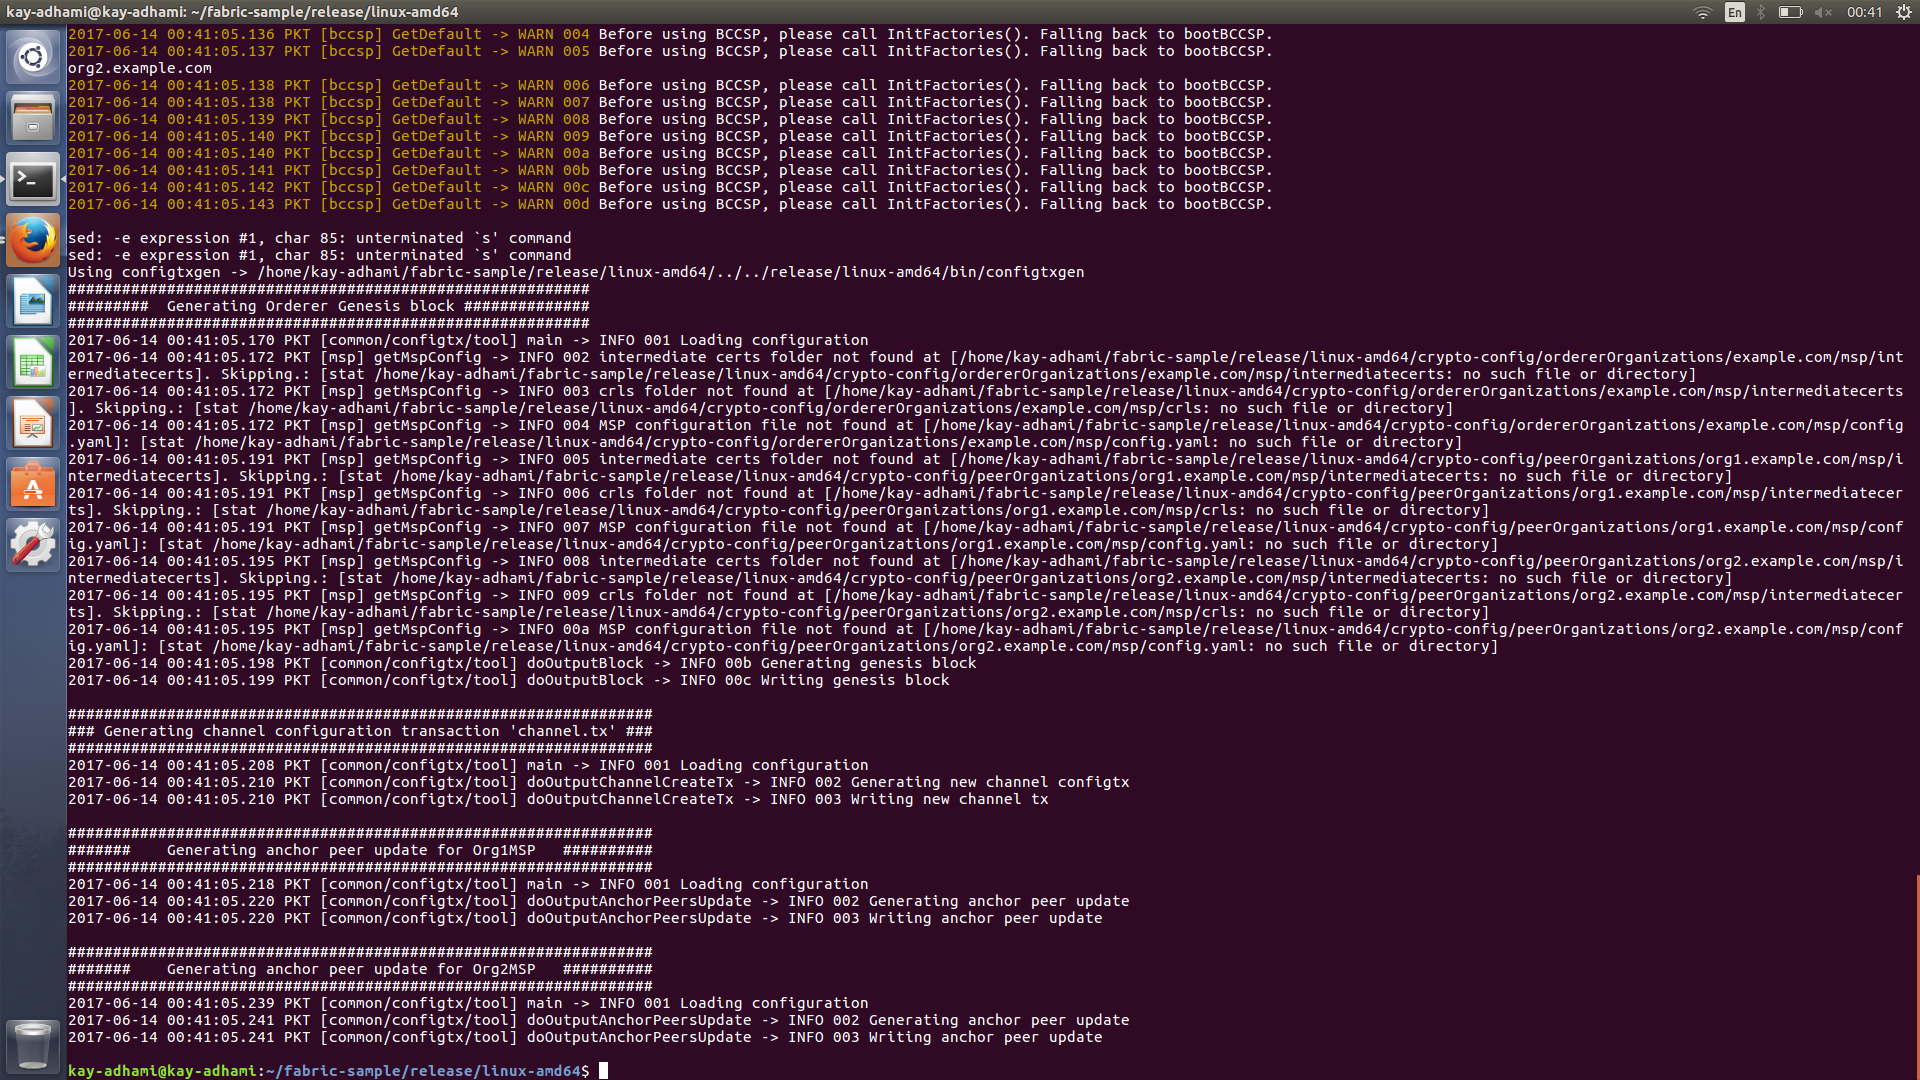 kay-adhami@kay-adhami: ~/fabric-sample/release/linux-amd64
En
00:41
2017-06-14 00:41:05.136 PKT [bccsp] GetDefault -> WARN 004 Before using BCCSP, please call InitFactories(). Falling back to bootBCCSP.
2017-06-14 00:41:05.137 PKT [bccsp] GetDefault -> WARN 005 Before using BCCSP, please call InitFactories(). Falling back to bootBCCSP.
org2.example.com
2017-06-14 00:41:05.138 PKT [bccsp] GetDefault -> WARN 006 Before using BCCSP, please call InitFactories(). Falling back to bootBCCSP.
2017-06-14 00:41:05.138 PKT [bccsp] GetDefault -> WARN 007 Before using BCCSP, please call InitFactories(). Falling back to bootBCCSP.
2017-06-14 00:41:05.139 PKT [bccsp] GetDefault -> WARN 008 Before using BCCSP, please call InitFactories(). Falling back to bootBCCSP.
2017-06-14 00:41:05.140 PKT [bccsp] GetDefault -> WARN 009 Before using BCCSP, please call InitFactories(). Falling back to bootBCCSP.
2017-06-14 00:41:05.140 PKT [bccsp] GetDefault -> WARN 00a Before using BCCSP, please call InitFactories(). Falling back to bootBCCSP.
2017-06-14 00:41:05.141 PKT [bccsp] GetDefault -> WARN 00b Before using BCCSP, please call InitFactories(). Falling back to bootBCCSP.
2017-06-14 00:41:05.142 PKT [bccsp] GetDefault -> WARN 00c Before using BCCSP, please call InitFactories(). Falling back to bootBCCSP.
2017-06-14 00:41:05.143 PKT [bccsp] GetDefault -> WARN 00d Before using BCCSP, please call InitFactories(). Falling back to bootBCCSP.
sed: -e expression #1, char 85: unterminated `s' command
sed: -e expression #1, char 85: unterminated `s' command
Using configtxgen -> /home/kay-adhami/fabric-sample/release/linux-amd64/../../release/linux-amd64/bin/configtxgen
##########################################################
#########  Generating Orderer Genesis block ##############
##########################################################
2017-06-14 00:41:05.170 PKT [common/configtx/tool] main -> INFO 001 Loading configuration
2017-06-14 00:41:05.172 PKT [msp] getMspConfig -> INFO 002 intermediate certs folder not found at [/home/kay-adhami/fabric-sample/release/linux-amd64/crypto-config/ordererOrganizations/example.com/msp/int
ermediatecerts]. Skipping.: [stat /home/kay-adhami/fabric-sample/release/linux-amd64/crypto-config/ordererOrganizations/example.com/msp/intermediatecerts: no such file or directory]
2017-06-14 00:41:05.172 PKT [msp] getMspConfig -> INFO 003 crls folder not found at [/home/kay-adhami/fabric-sample/release/linux-amd64/crypto-config/ordererOrganizations/example.com/msp/intermediatecerts
]. Skipping.: [stat /home/kay-adhami/fabric-sample/release/linux-amd64/crypto-config/ordererOrganizations/example.com/msp/crls: no such file or directory]
2017-06-14 00:41:05.172 PKT [msp] getMspConfig -> INFO 004 MSP configuration file not found at [/home/kay-adhami/fabric-sample/release/linux-amd64/crypto-config/ordererOrganizations/example.com/msp/config
.yaml]: [stat /home/kay-adhami/fabric-sample/release/linux-amd64/crypto-config/ordererOrganizations/example.com/msp/config.yaml: no such file or directory]
2017-06-14 00:41:05.191 PKT [msp] getMspConfig -> INFO 005 intermediate certs folder not found at [/home/kay-adhami/fabric-sample/release/linux-amd64/crypto-config/peerOrganizations/org1.example.com/msp/i
ntermediatecerts]. Skipping.: [stat /home/kay-adhami/fabric-sample/release/linux-amd64/crypto-config/peerOrganizations/org1.example.com/msp/intermediatecerts: no such file or directory]
2017-06-14 00:41:05.191 PKT [msp] getMspConfig -> INFO 006 crls folder not found at [/home/kay-adhami/fabric-sample/release/linux-amd64/crypto-config/peerOrganizations/org1.example.com/msp/intermediatecer
ts]. Skipping.: [stat /home/kay-adhami/fabric-sample/release/linux-amd64/crypto-config/peerOrganizations/org1.example.com/msp/crls: no such file or directory]
2017-06-14 00:41:05.191 PKT [msp] getMspConfig -> INFO 007 MSP configuration file not found at [/home/kay-adhami/fabric-sample/release/linux-amd64/crypto-config/peerOrganizations/org1.example.com/msp/conf
ig.yaml]: [stat /home/kay-adhami/fabric-sample/release/linux-amd64/crypto-config/peerOrganizations/org1.example.com/msp/config.yaml: no such file or directory]
2017-06-14 00:41:05.195 PKT [msp] getMspConfig -> INFO 008 intermediate certs folder not found at [/home/kay-adhami/fabric-sample/release/linux-amd64/crypto-config/peerOrganizations/org2.example.com/msp/i
ntermediatecerts]. Skipping.: [stat /home/kay-adhami/fabric-sample/release/linux-amd64/crypto-config/peerOrganizations/org2.example.com/msp/intermediatecerts: no such file or directory]
2017-06-14 00:41:05.195 PKT [msp] getMspConfig -> INFO 009 crls folder not found at [/home/kay-adhami/fabric-sample/release/linux-amd64/crypto-config/peerOrganizations/org2.example.com/msp/intermediatecer
ts]. Skipping.: [stat /home/kay-adhami/fabric-sample/release/linux-amd64/crypto-config/peerOrganizations/org2.example.com/msp/crls: no such file or directory]
2017-06-14 00:41:05.195 PKT [msp] getMspConfig -> INFO 00a MSP configuration file not found at [/home/kay-adhami/fabric-sample/release/linux-amd64/crypto-config/peerOrganizations/org2.example.com/msp/conf
ig.yaml]: [stat /home/kay-adhami/fabric-sample/release/linux-amd64/crypto-config/peerOrganizations/org2.example.com/msp/config.yaml: no such file or directory]
2017-06-14 00:41:05.198 PKT [common/configtx/tool] doOutputBlock -> INFO 00b Generating genesis block
2017-06-14 00:41:05.199 PKT [common/configtx/tool] doOutputBlock -> INFO 00c Writing genesis block
#################################################################
### Generating channel configuration transaction 'channel.tx' ###
#################################################################
2017-06-14 00:41:05.208 PKT [common/configtx/tool] main -> INFO 001 Loading configuration
2017-06-14 00:41:05.210 PKT [common/configtx/tool] doOutputChannelCreateTx -> INFO 002 Generating new channel configtx
2017-06-14 00:41:05.210 PKT [common/configtx/tool] doOutputChannelCreateTx -> INFO 003 Writing new channel tx
#################################################################
#######    Generating anchor peer update for Org1MSP   ##########
#################################################################
2017-06-14 00:41:05.218 PKT [common/configtx/tool] main -> INFO 001 Loading configuration
2017-06-14 00:41:05.220 PKT [common/configtx/tool] doOutputAnchorPeersUpdate -> INFO 002 Generating anchor peer update
2017-06-14 00:41:05.220 PKT [common/configtx/tool] doOutputAnchorPeersUpdate -> INFO 003 Writing anchor peer update
#################################################################
#######    Generating anchor peer update for Org2MSP   ##########
#################################################################
2017-06-14 00:41:05.239 PKT [common/configtx/tool] main -> INFO 001 Loading configuration
2017-06-14 00:41:05.241 PKT [common/configtx/tool] doOutputAnchorPeersUpdate -> INFO 002 Generating anchor peer update
2017-06-14 00:41:05.241 PKT [common/configtx/tool] doOutputAnchorPeersUpdate -> INFO 003 Writing anchor peer update
kay-adhami@kay-adhami:~/fabric-sample/release/linux-amd64$